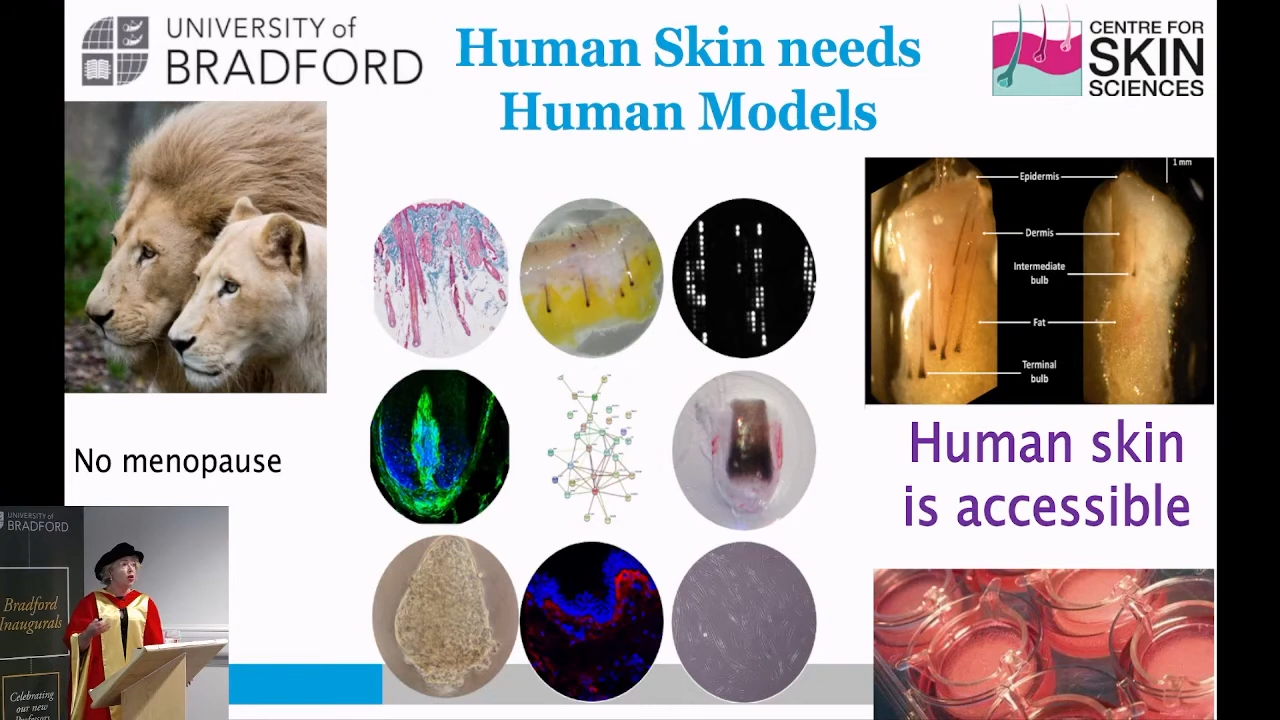 UNIVERSITY of
BRADFORD
Human Skin needs
Human Models
CENTRE FOR
SKIN
SCIENCES
1 mm
Epidermis
Dermis
Intermediate
bulb
Fat
Terminal
bulb
No menopause
Human skin
is accessible
UNIVERSITY of
BRADFORD
Bradford
Inaugurals
Celebrating
our new
Professors